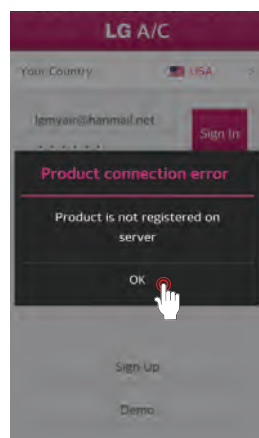 LG A/C
Your Country
USA
lgmyair@hanmail.net
Sign In
Product connection error
Product is not registered on
server
OK
Sign Up
Demo